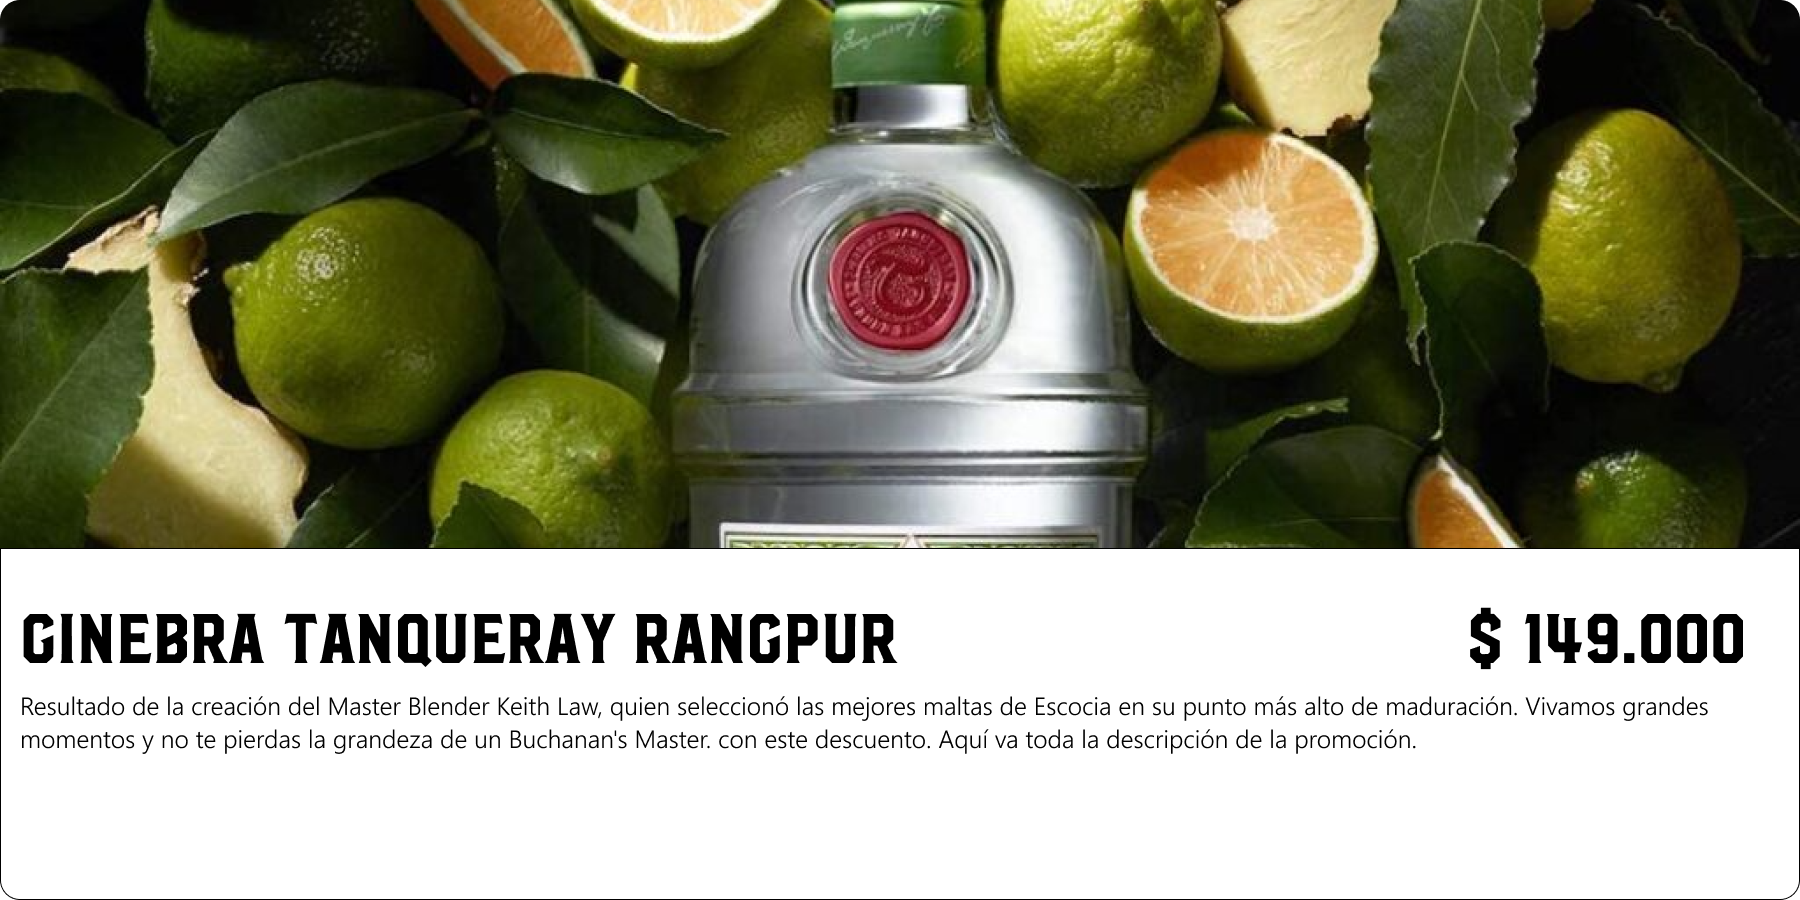 GINEBRA TANQUERAY RANGPUR
$ 149.000
Resultado de la creación del Master Blender Keith Law, quien seleccionó las mejores maltas de Escocia en su punto más alto de maduración. Vivamos grandes
momentos y no te pierdas la grandeza de un Buchanan's Master. con este descuento. Aquí va toda la descripción de la promoción.